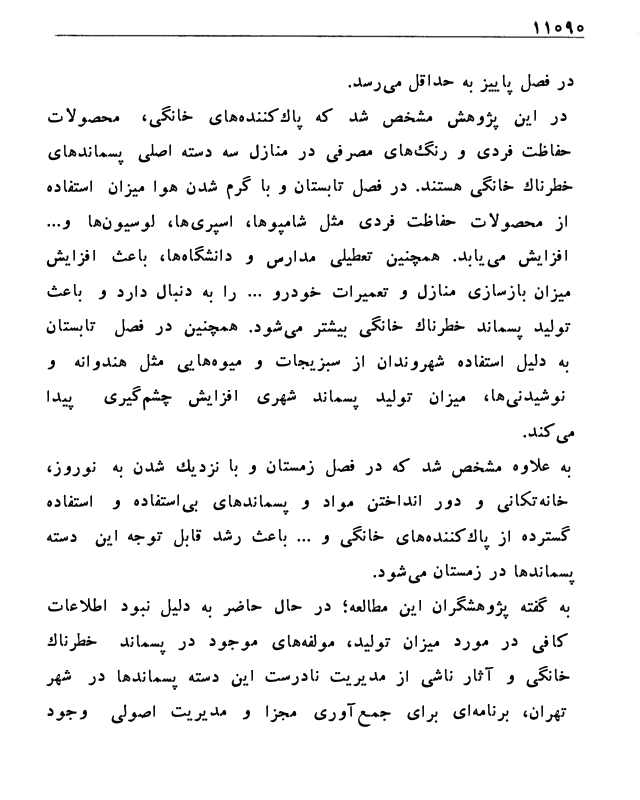 ۱۱۰۹۰
در فصل پاییز به حداقل می‌رسد.
در این پژوهش مشخص شد که پاک‌کننده‌های خانگی، محصولات
حفاظت فردی و رنگ‌های مصرفی در منازل سه دسته اصلی پسماندهای
خطرناك خانگی هستند. در فصل تابستان و با گرم شدن هوا میزان استفاده
از محصولات حفاظت فردی مثل شامپوها، اسپری‌ها، لوسیون‌ها و...
افزایش می‌یابد. همچنین تعطیلی مدارس و دانشگاه‌ها، باعث افزایش
میزان بازسازی منازل و تعمیرات خودرو ... را به دنبال دارد و باعث
تولید پسماند خطرناك خانگی بیشتر می‌شود. همچنین در فصل تابستان
به دلیل استفاده شهروندان از سبزیجات و میوه‌هایی مثل هندوانه و
نوشیدنی‌ها، میزان تولید پسماند شهری افزایش چشم‌گیری پیدا
می‌کند.
به علاوه مشخص شد که در فصل زمستان و با نزدیك شدن به نوروز،
خانه‌تکانی و دور انداختن مواد و پسماندهای بی‌استفاده و استفاده
گسترده از پاک‌کننده‌های خانگی و ... باعث رشد قابل توجه این دسته
پسماندها در زمستان می‌شود.
به گفته پژوهشگران این مطالعه؛ در حال حاضر به دلیل نبود اطلاعات
کافی در مورد میزان تولید، مولفه‌های موجود در پسماند خطرناك
خانگی و آثار ناشی از مدیریت نادرست این دسته پسماندها در شهر
تهران، برنامه‌ای برای جمع‌آوری مجزا و مدیریت اصولی وجود